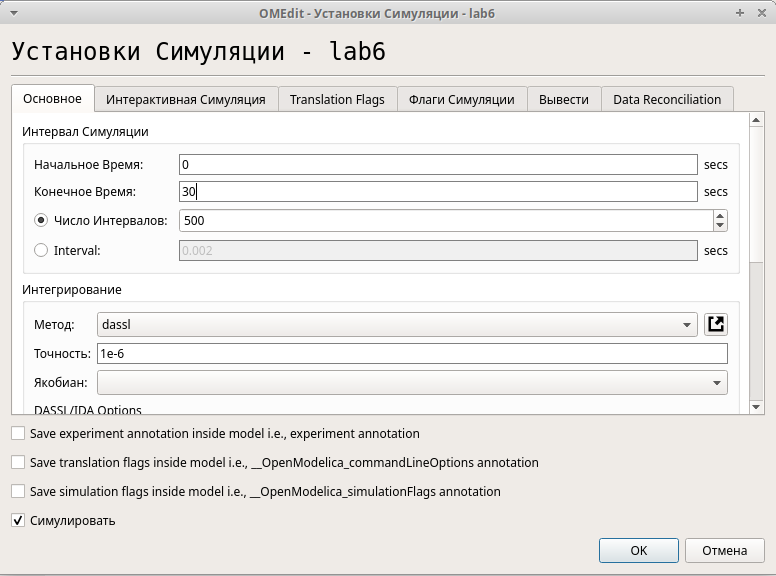 OMEdit - Установки Симуляции - lab6
Установки Симуляции - lab6
Основное
Интерактивная Симуляция
Translation Flags
Флаги Симуляции
Вывести
Data Reconciliation
Интервал Симуляции
Начальное Время: 0 secs
Конечное Время: 30 secs
Число Интервалов: 500
Interval: 0.002 secs
Интегрирование
Метод: dassl
Точность: 1e-6
Якобиан:
DASSL/IDA Options
Save experiment annotation inside model i.e., experiment annotation
Save translation flags inside model i.e., __OpenModelica_commandLineOptions annotation
Save simulation flags inside model i.e., __OpenModelica_simulationFlags annotation
Симулировать
OK
Отмена